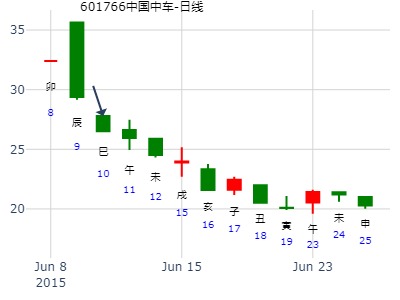 601766中国中车-日线
35
30
25
20
卯
8
辰
9
巳
10
午
11
未
12
戌
15
亥
16
子
17
丑
18
寅
19
午
23
未
24
申
25
Jun 8
2015
Jun 15
Jun 23